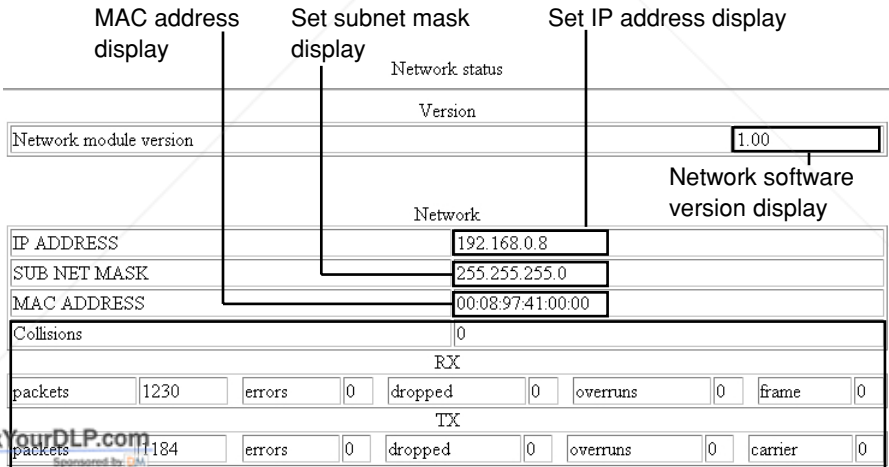 MAC address display
Set subnet mask display
Set IP address display
Network status
Version
Network module version 1.00
Network software version display
Network
IP ADDRESS 192.168.0.8
SUB NET MASK 255.255.255.0
MAC ADDRESS 00:08:97:41:00:00
Collisions 0
RX
packets 1230 errors 0 dropped 0 overruns 0 frame 0
TX
packets 1184 errors 0 dropped 0 overruns 0 carrier 0
YourDLP.com
Sponsored by